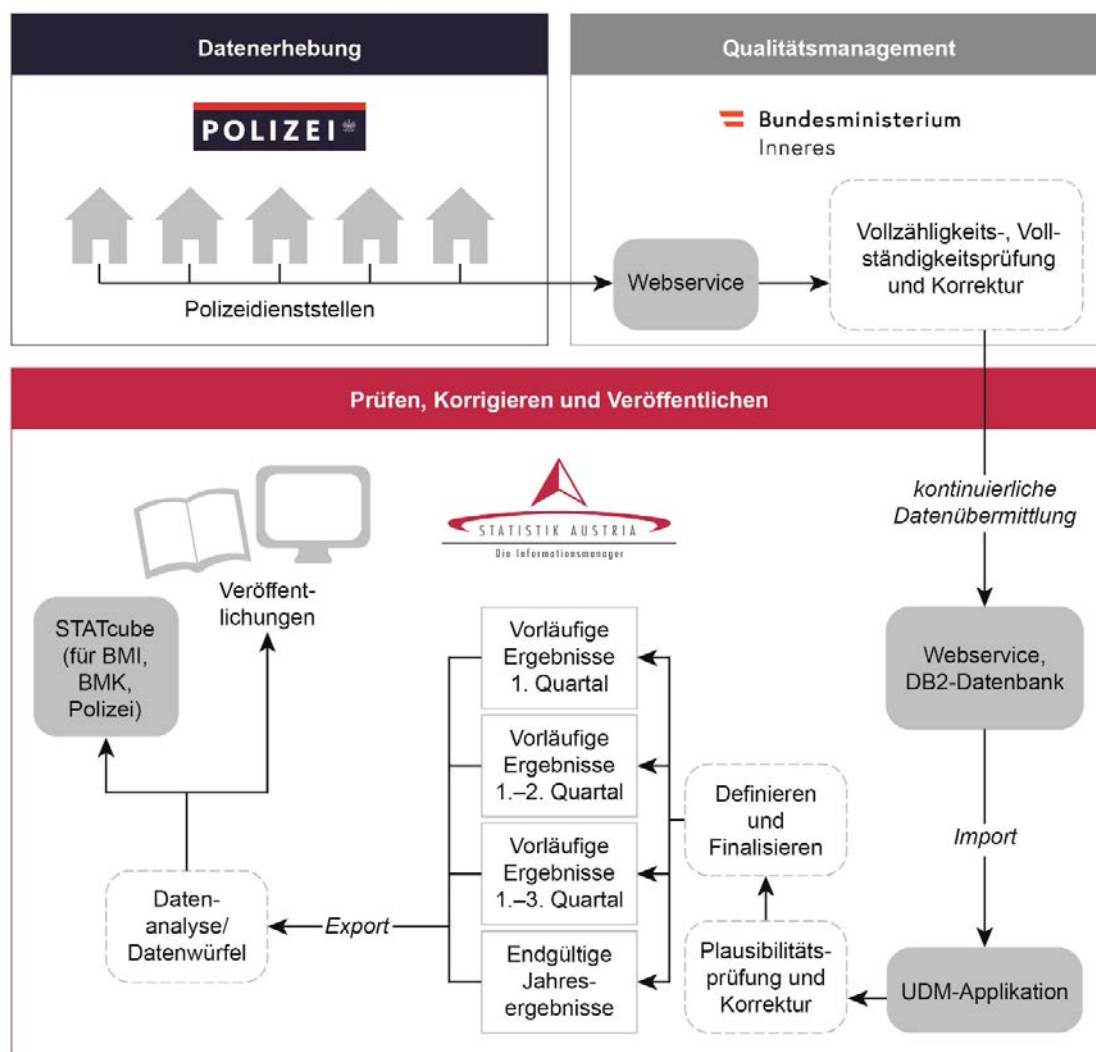 Datenerhebung
POLIZEI
Polizeidienststellen
Qualitätsmanagement
Bundesministerium
Inneres
Webservice
Vollzähligkeits-, Voll-
ständigkeitsprüfung
und Korrektur
Prüfen, Korrigieren und Veröffentlichen
STATISTIK AUSTRIA
Die Informationsmanager
kontinuierliche
Datenübermittlung
Webservice,
DB2-Datenbank
Import
UDM-Applikation
Plausibilitäts-
prüfung und
Korrektur
Definieren
und
Finalisieren
Vorläufige
Ergebnisse
1. Quartal
Vorläufige
Ergebnisse
1.–2. Quartal
Vorläufige
Ergebnisse
1.–3. Quartal
Endgültige
Jahres-
ergebnisse
Export
Daten-
analyse/
Datenwürfel
STATcube
(für BMI,
BMK,
Polizei)
Veröffent-
lichungen